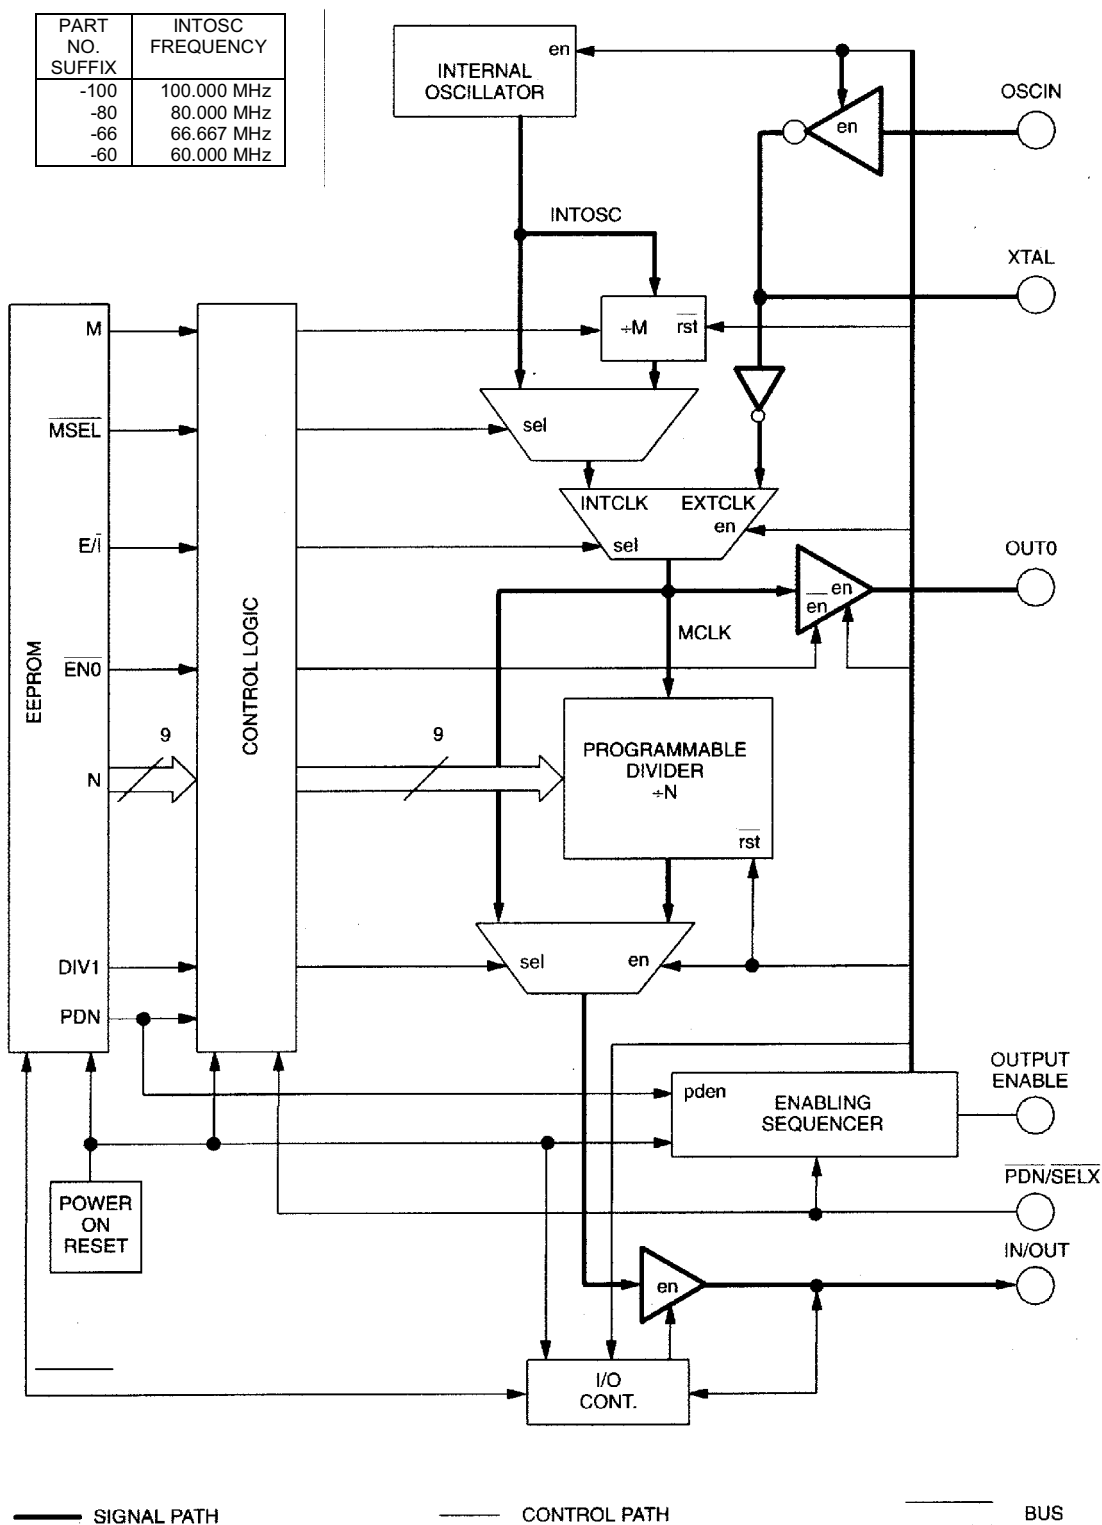 PART NO. SUFFIX INTOSC FREQUENCY
-100 100.000 MHz
-80 80.000 MHz
-66 66.667 MHz
-60 60.000 MHz
en
INTERNAL
OSCILLATOR
en
OSCIN
INTOSC
XTAL
M
÷M
rst
MSEL
sel
INTCLK
EXTCLK
en
E/I
sel
OUT0
en
en
MCLK
EN0
EEPROM
CONTROL LOGIC
9
9
N
PROGRAMMABLE
DIVIDER
÷N
rst
DIV1
sel
en
PDN
OUTPUT
ENABLE
pden
ENABLING
SEQUENCER
PDN/SELX
POWER
ON
RESET
IN/OUT
en
I/O
CONT.
SIGNAL PATH
CONTROL PATH
BUS